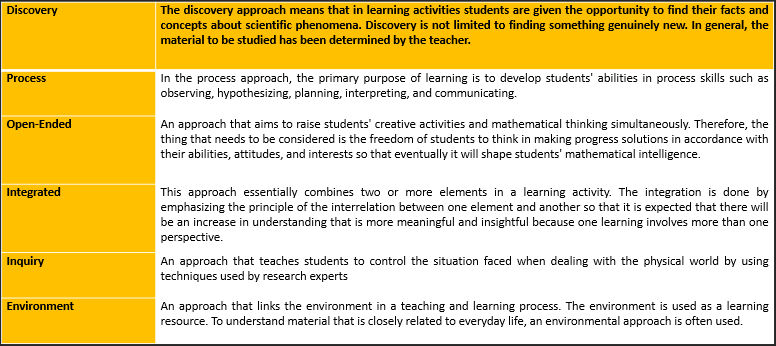 Discovery
The discovery approach means that in learning activities students are given the opportunity to find their facts and
concepts about scientific phenomena. Discovery is not limited to finding something genuinely new. In general, the
material to be studied has been determined by the teacher.
Process
In the process approach, the primary purpose of learning is to develop students' abilities in process skills such as
observing, hypothesizing, planning, interpreting, and communicating.
Open-Ended
An approach that aims to raise students' creative activities and mathematical thinking simultaneously. Therefore, the
thing that needs to be considered is the freedom of students to think in making progress solutions in accordance with
their abilities, attitudes, and interests so that eventually it will shape students' mathematical intelligence.
Integrated
This approach essentially combines two or more elements in a learning activity. The integration is done by
emphasizing the principle of the interrelation between one element and another so that it is expected that there will
be an increase in understanding that is more meaningful and insightful because one learning involves more than one
perspective.
Inquiry
An approach that teaches students to control the situation faced when dealing with the physical world by using
techniques used by research experts
Environment
An approach that links the environment in a teaching and learning process. The environment is used as a learning
resource. To understand material that is closely related to everyday life, an environmental approach is often used.